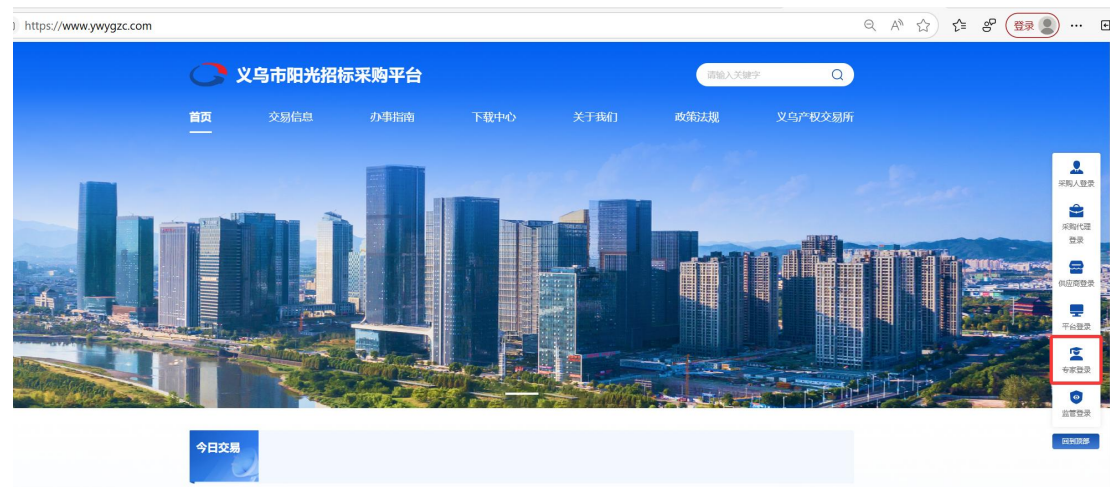 https://www.ywygzc.com
登录
义乌市阳光招标采购平台
请输入关键字
首页
交易信息
办事指南
下载中心
关于我们
政策法规
义乌产权交易所
采购人登录
采购代理
登录
供应商登录
平台登录
专家登录
监管登录
回到顶部
今日交易